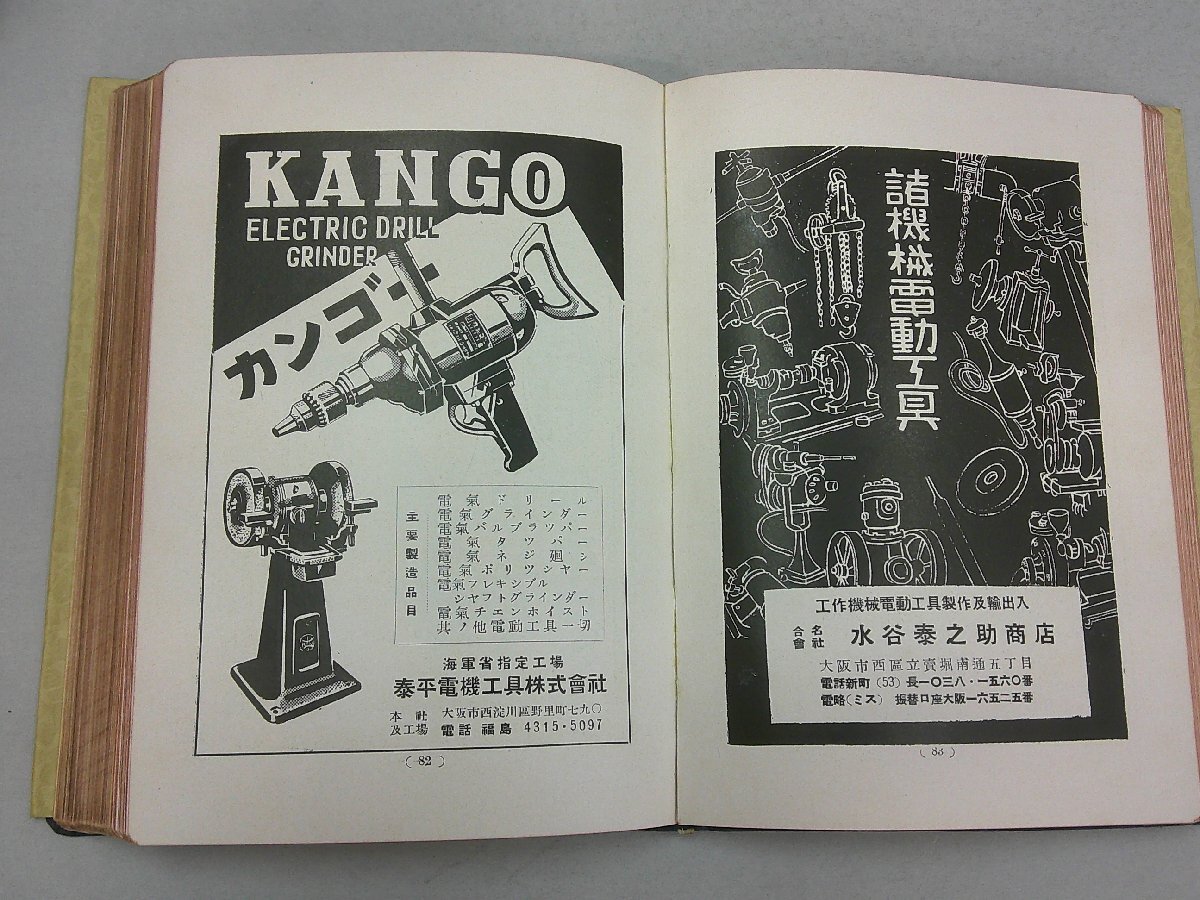 KANGO
ELECTRIC DRILL
GRINDER
カンゴー
主要製造品目
電氣ドリール
電氣グラインダー
電氣バルブラツパー
電氣タツパー
電氣ネジ廻シ
電氣ポリツシヤー
電氣フレキシブル
シヤフトグラインダー
電氣チエンホイスト
其ノ他電動工具一切
海軍省指定工場
泰平電機工具株式會社
本社及工場
大阪市西淀川區野里町七九〇
電話 福島 4315・5097
(82)
諸機械電動工具
工作機械電動工具製作及輸出入
合名會社 水谷泰之助商店
大阪市西區立賣堀南通五丁目
電話新町(53)長一〇三八・一五六〇番
電略(ミス) 振替口座大阪一六五二五番
(83)